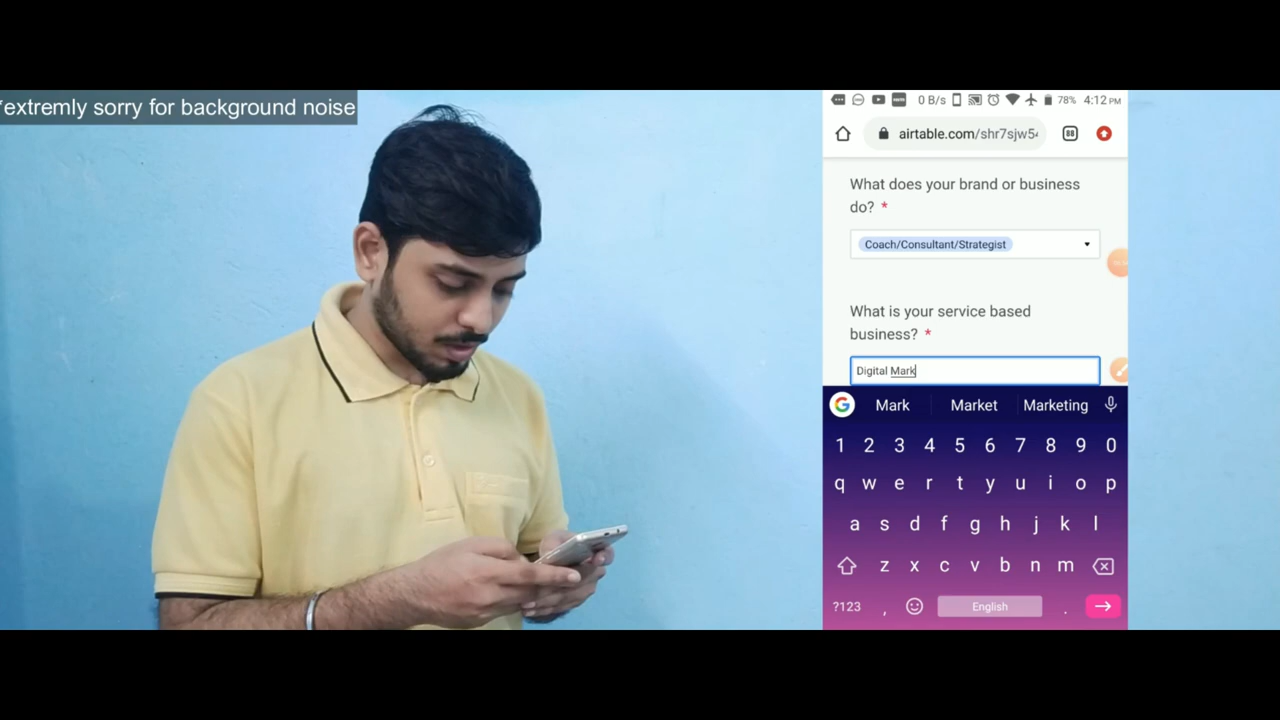 *extremly sorry for background noise
0 B/s 78% 4:12 PM
airtable.com/shr7sjw54
88
What does your brand or business
do? *
Coach/Consultant/Strategist
What is your service based
business? *
Digital Mark
G Mark Market Marketing
1 2 3 4 5 6 7 8 9 0
q w e r t y u i o p
a s d f g h j k l
z x c v b n m
?123 , English .